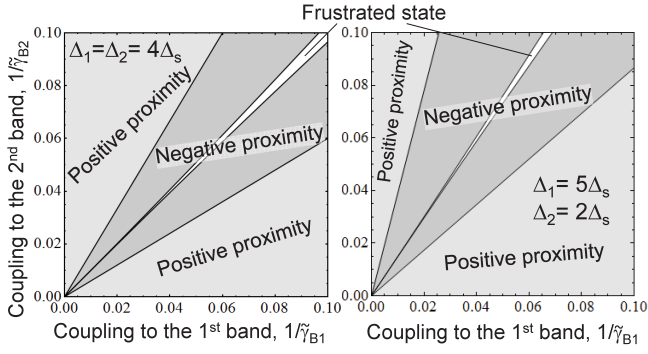 Frustrated state
Coupling to the 2nd band, 1/γ̃B2
0.10
0.08
0.06
0.04
0.02
0.00
Δ1=Δ2= 4Δs
Positive proximity
Negative proximity
Positive proximity
0.00 0.02 0.04 0.06 0.08 0.10
Coupling to the 1st band, 1/γ̃B1
0.10
0.08
0.06
0.04
0.02
0.00
Positive proximity
Negative proximity
Δ1= 5Δs
Δ2= 2Δs
Positive proximity
0.00 0.02 0.04 0.06 0.08 0.10
Coupling to the 1st band, 1/γ̃B1